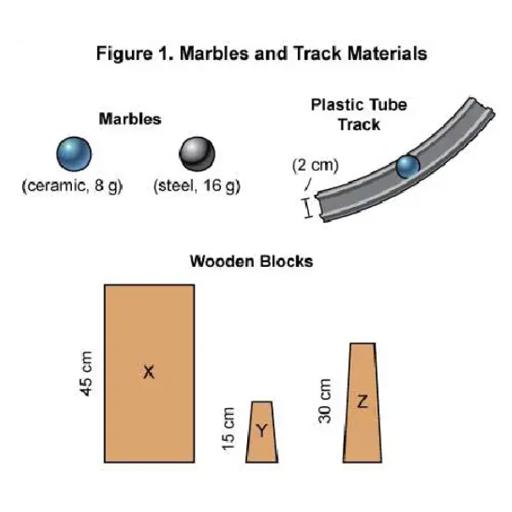 Figure 1. Marbles and Track Materials
Marbles
(ceramic, 8 g)
(steel, 16 g)
Plastic Tube
Track
(2 cm)
Wooden Blocks
45 cm
X
15 cm
Y
30 cm
Z